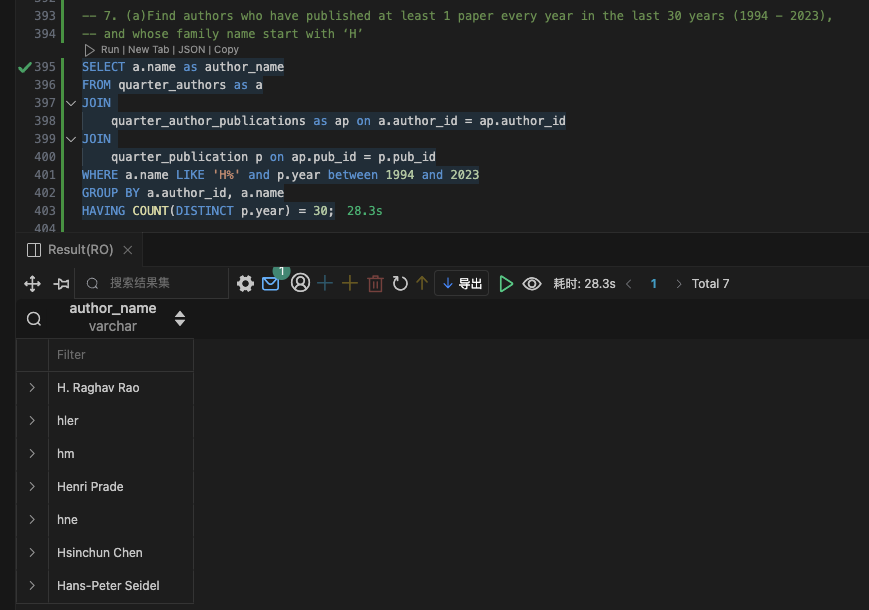 393 -- 7. (a)Find authors who have published at least 1 paper every year in the last 30 years (1994 - 2023),
394 -- and whose family name start with ‘H’
Run | New Tab | JSON | Copy
395 SELECT a.name as author_name
396 FROM quarter_authors as a
397 JOIN
398 quarter_author_publications as ap on a.author_id = ap.author_id
399 JOIN
400 quarter_publication p on ap.pub_id = p.pub_id
401 WHERE a.name LIKE 'H%' and p.year between 1994 and 2023
402 GROUP BY a.author_id, a.name
403 HAVING COUNT(DISTINCT p.year) = 30; 28.3s
404
Result(RO)
搜索结果集 1 导出 耗时: 28.3s 1 Total 7
author_name
varchar
Filter
H. Raghav Rao
hler
hm
Henri Prade
hne
Hsinchun Chen
Hans-Peter Seidel